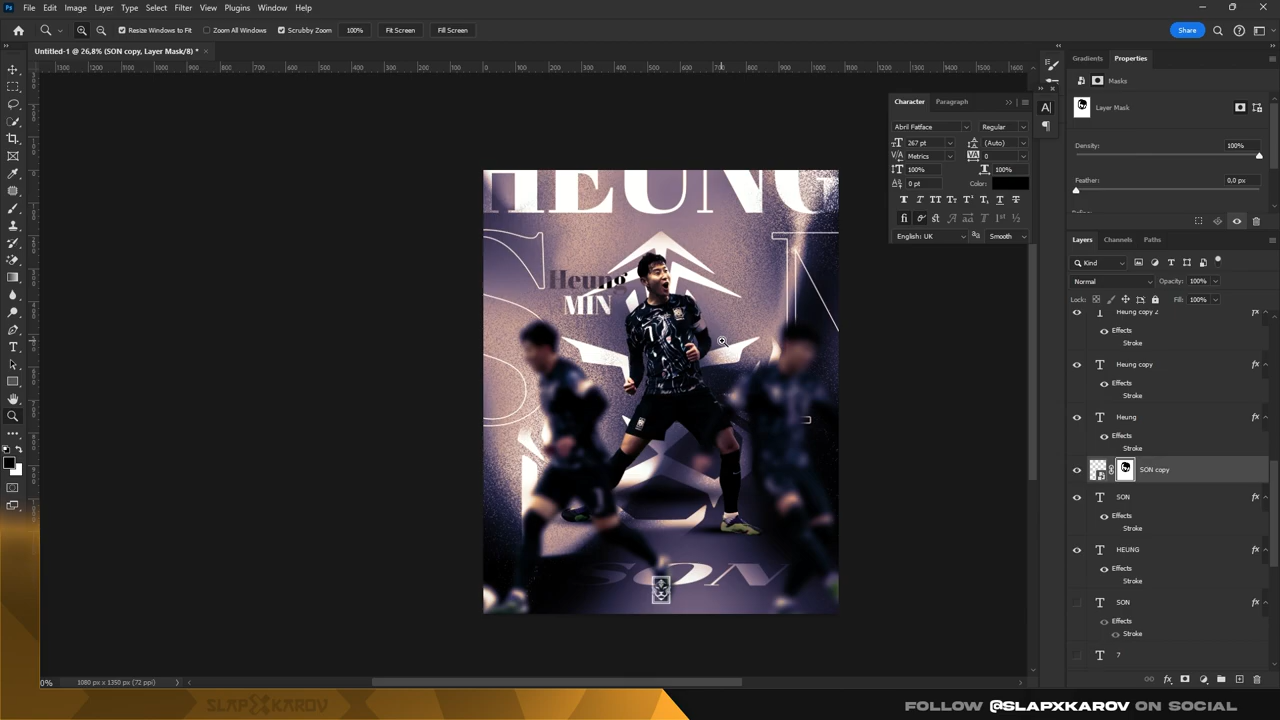 Ps File Edit Image Layer Type Select Filter View Plugins Window Help
Resize Windows to Fit Zoom All Windows Scrubby Zoom 100% Fit Screen Fill Screen Share
Untitled-1 @ 26,8% (SON copy, Layer Mask/8) *
Gradients Properties
Masks
Layer Mask
Density: 100%
Feather: 0,0 px
Character Paragraph
Abril Fatface Regular
267 pt (Auto)
Metrics 0
100% 100%
0 pt Color:
English: UK Smooth
HEUNG
Heung
MIN
7
SON
Layers Channels Paths
Kind
Normal Opacity: 100%
Lock: Fill: 100%
Heung copy 2
Effects
Stroke
Heung copy
Effects
Stroke
Heung
Effects
Stroke
SON copy
SON
Effects
Stroke
HEUNG
Effects
Stroke
SON
Effects
Stroke
7
1080 px x 1350 px (72 ppi)
SLAPXKAROV
FOLLOW @SLAPXKAROV ON SOCIAL